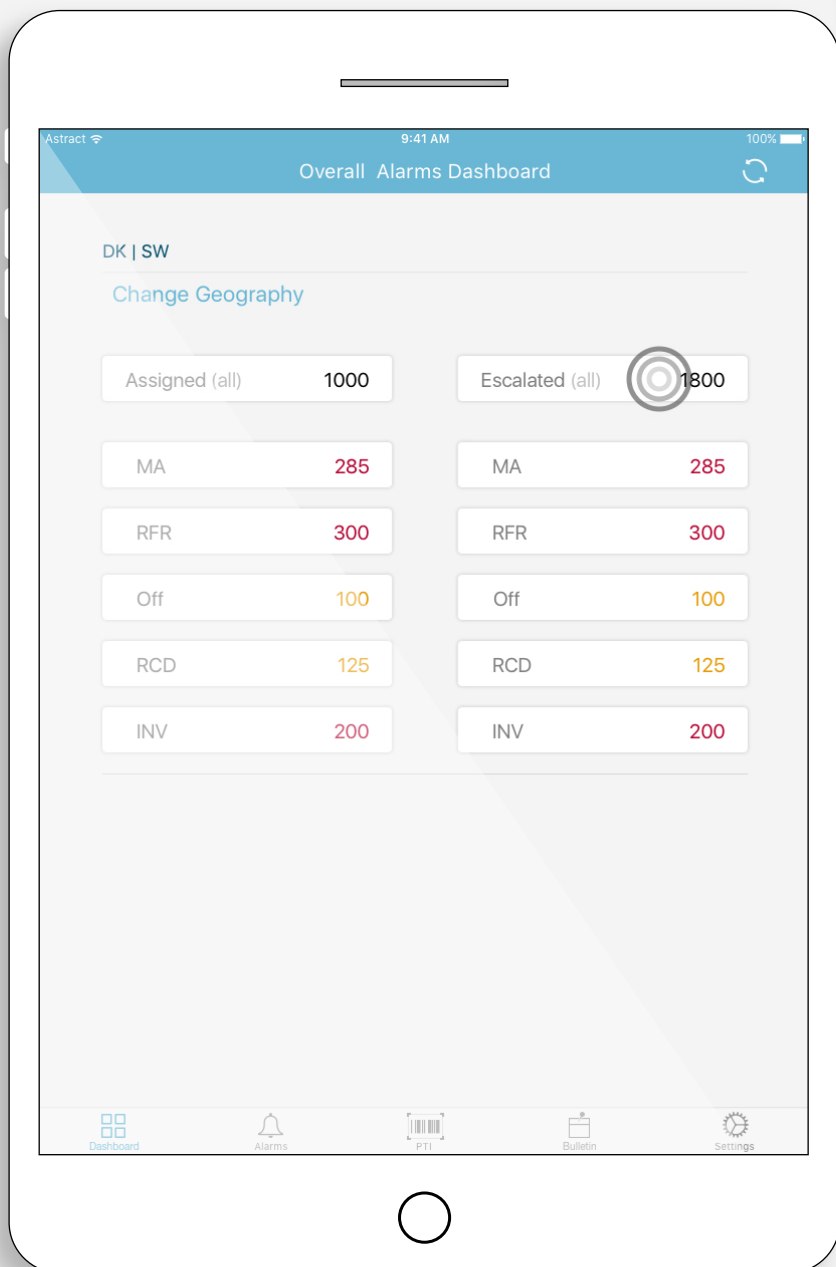 Astract 9:41 AM 100%
Overall Alarms Dashboard
DK | SW
Change Geography
Assigned (all) 1000 Escalated (all) 1800
MA 285 MA 285
RFR 300 RFR 300
Off 100 Off 100
RCD 125 RCD 125
INV 200 INV 200
Dashboard Alarms PTI Bulletin Settings